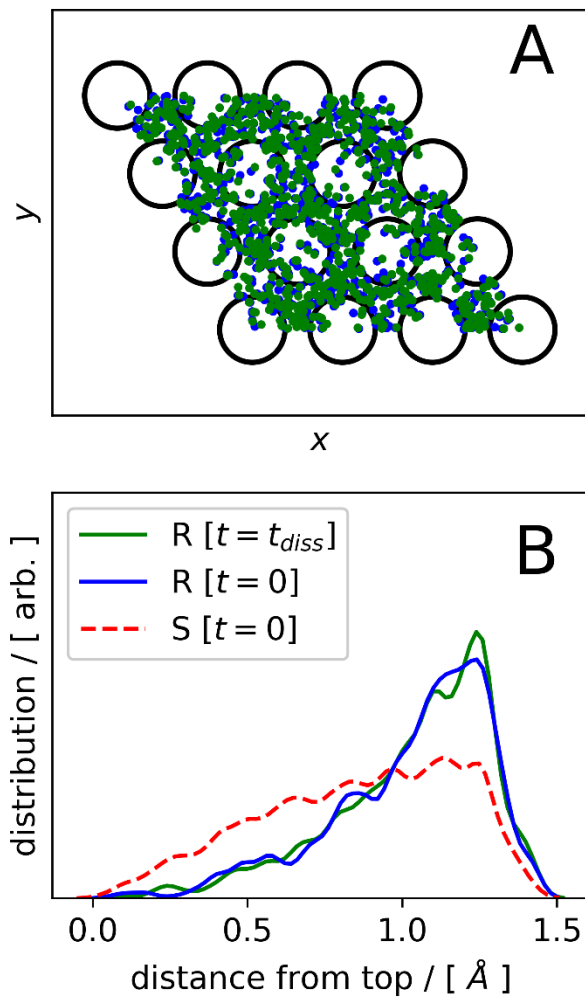 A
y
x
B
R [t = t_diss]
R [t = 0]
S [t = 0]
distribution / [ arb. ]
0.0 0.5 1.0 1.5
distance from top / [ Å ]